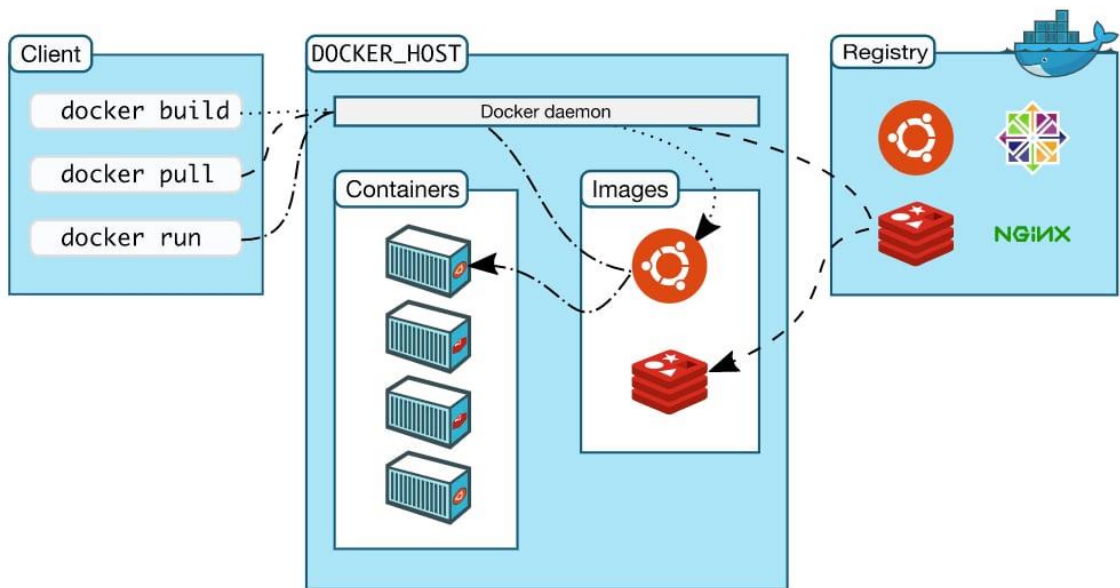 Client
docker build
docker pull
docker run
DOCKER_HOST
Docker daemon
Containers
Images
Registry
NGINX